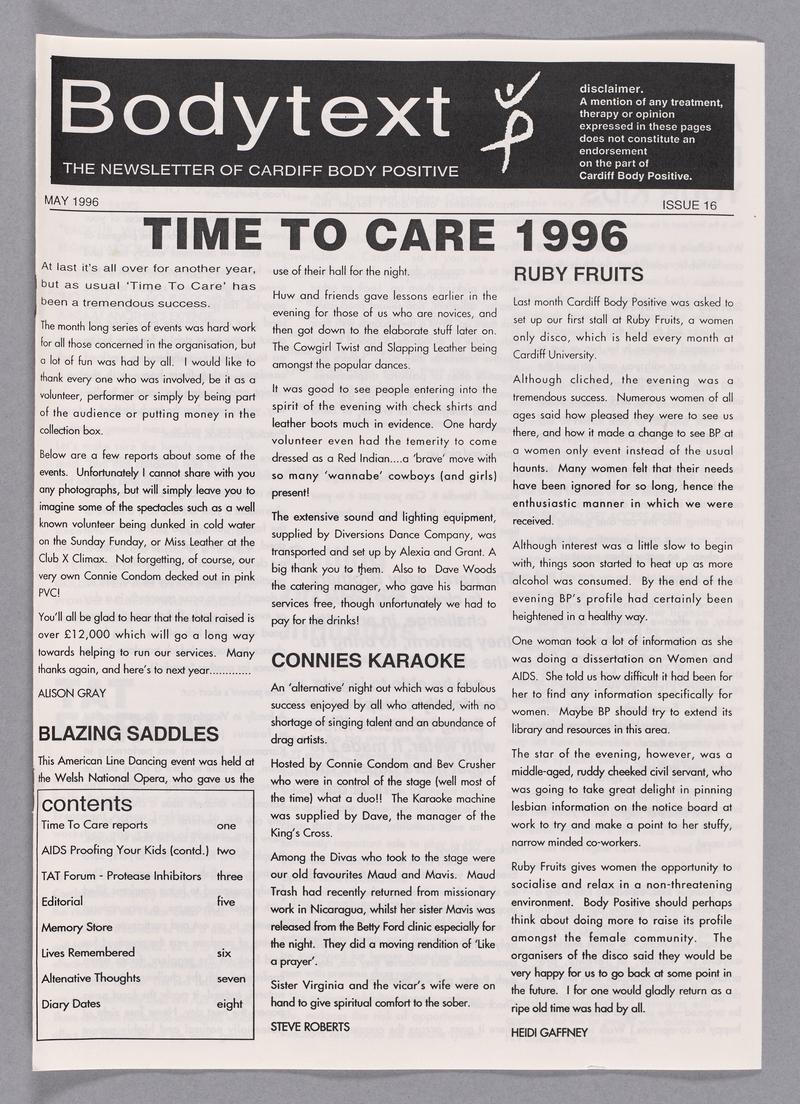 Bodytext
THE NEWSLETTER OF CARDIFF BODY POSITIVE
disclaimer.
A mention of any treatment,
therapy or opinion
expressed in these pages
does not constitute an
endorsement
on the part of
Cardiff Body Positive.
MAY 1996
ISSUE 16
TIME TO CARE 1996
At last it's all over for another year,
but as usual 'Time To Care' has
been a tremendous success.
The month long series of events was hard work
for all those concerned in the organisation, but
a lot of fun was had by all. I would like to
thank every one who was involved, be it as a
volunteer, performer or simply by being part
of the audience or putting money in the
collection box.
Below are a few reports about some of the
events. Unfortunately I cannot share with you
any photographs, but will simply leave you to
imagine some of the spectacles such as a well
known volunteer being dunked in cold water
on the Sunday Funday, or Miss Leather at the
Club X Climax. Not forgetting, of course, our
very own Connie Condom decked out in pink
PVC!
You'll all be glad to hear that the total raised is
over £12,000 which will go a long way
towards helping to run our services. Many
thanks again, and here's to next year.............
ALISON GRAY
BLAZING SADDLES
This American Line Dancing event was held at
the Welsh National Opera, who gave us the
contents
Time To Care reports one
AIDS Proofing Your Kids (contd.) two
TAT Forum - Protease Inhibitors three
Editorial five
Memory Store
Lives Remembered six
Altenative Thoughts seven
Diary Dates eight
use of their hall for the night.
Huw and friends gave lessons earlier in the
evening for those of us who are novices, and
then got down to the elaborate stuff later on.
The Cowgirl Twist and Slapping Leather being
amongst the popular dances.
It was good to see people entering into the
spirit of the evening with check shirts and
leather boots much in evidence. One hardy
volunteer even had the temerity to come
dressed as a Red Indian....a 'brave' move with
so many 'wannabe' cowboys (and girls)
present!
The extensive sound and lighting equipment,
supplied by Diversions Dance Company, was
transported and set up by Alexia and Grant. A
big thank you to them. Also to Dave Woods
the catering manager, who gave his barman
services free, though unfortunately we had to
pay for the drinks!
CONNIES KARAOKE
An 'alternative' night out which was a fabulous
success enjoyed by all who attended, with no
shortage of singing talent and an abundance of
drag artists.
Hosted by Connie Condom and Bev Crusher
who were in control of the stage (well most of
the time) what a duo!! The Karaoke machine
was supplied by Dave, the manager of the
King's Cross.
Among the Divas who took to the stage were
our old favourites Maud and Mavis. Maud
Trash had recently returned from missionary
work in Nicaragua, whilst her sister Mavis was
released from the Betty Ford clinic especially for
the night. They did a moving rendition of 'Like
a prayer'.
Sister Virginia and the vicar's wife were on
hand to give spiritual comfort to the sober.
STEVE ROBERTS
RUBY FRUITS
Last month Cardiff Body Positive was asked to
set up our first stall at Ruby Fruits, a women
only disco, which is held every month at
Cardiff University.
Although cliched, the evening was a
tremendous success. Numerous women of all
ages said how pleased they were to see us
there, and how it made a change to see BP at
a women only event instead of the usual
haunts. Many women felt that their needs
have been ignored for so long, hence the
enthusiastic manner in which we were
received.
Although interest was a little slow to begin
with, things soon started to heat up as more
alcohol was consumed. By the end of the
evening BP's profile had certainly been
heightened in a healthy way.
One woman took a lot of information as she
was doing a dissertation on Women and
AIDS. She told us how difficult it had been for
her to find any information specifically for
women. Maybe BP should try to extend its
library and resources in this area.
The star of the evening, however, was a
middle-aged, ruddy cheeked civil servant, who
was going to take great delight in pinning
lesbian information on the notice board at
work to try and make a point to her stuffy,
narrow minded co-workers.
Ruby Fruits gives women the opportunity to
socialise and relax in a non-threatening
environment. Body Positive should perhaps
think about doing more to raise its profile
amongst the female community. The
organisers of the disco said they would be
very happy for us to go back at some point in
the future. I for one would gladly return as a
ripe old time was had by all.
HEIDI GAFFNEY